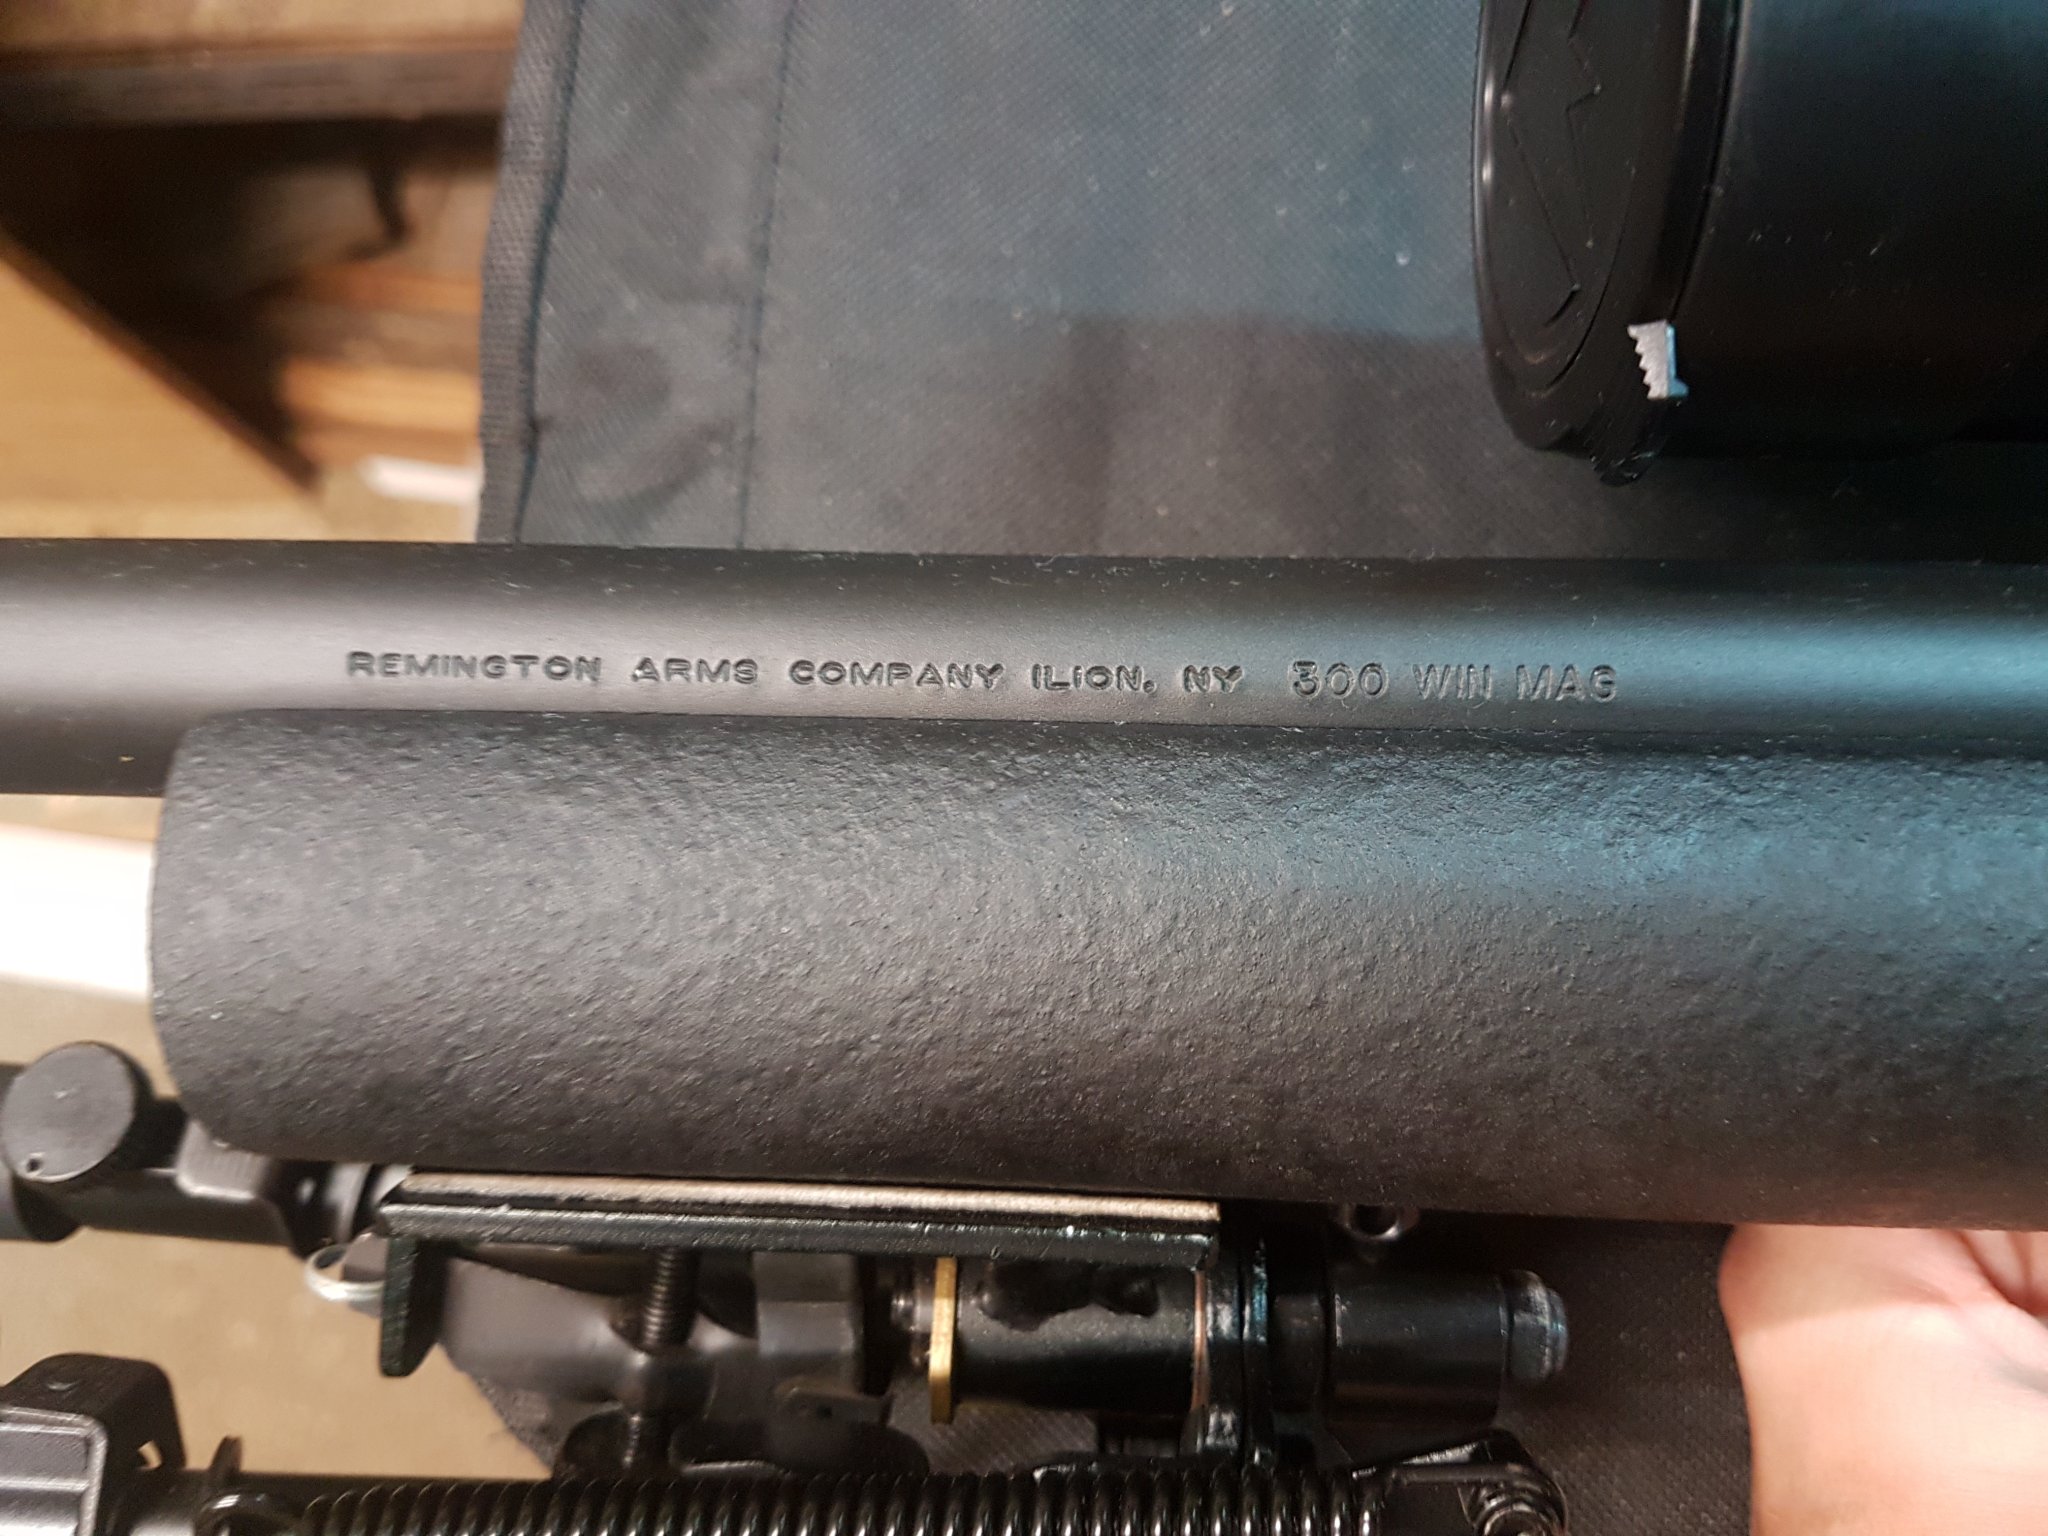 REMINGTON ARMS COMPANY ILION, NY 300 WIN MAG